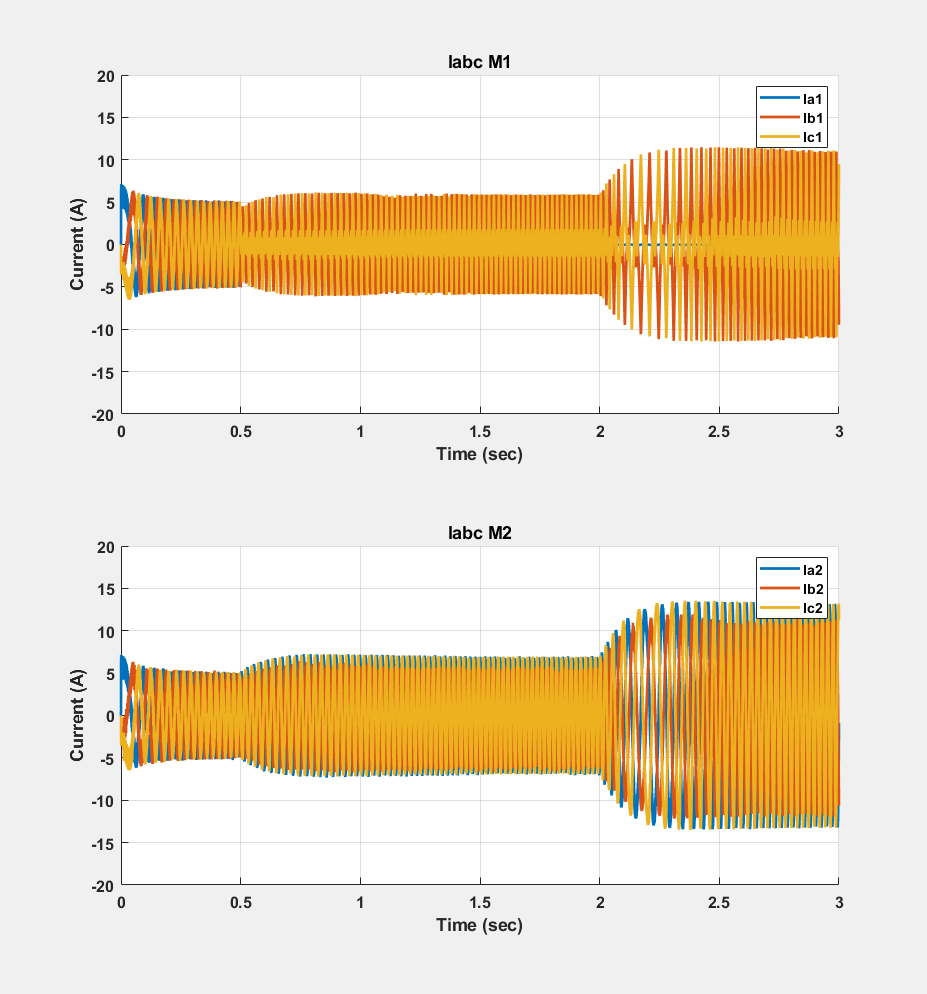 Iabc M1
20
15
10
5
0
-5
-10
-15
-20
Current (A)
Ia1
Ib1
Ic1
0 0.5 1 1.5 2 2.5 3
Time (sec)
Iabc M2
20
15
10
5
0
-5
-10
-15
-20
Current (A)
Ia2
Ib2
Ic2
0 0.5 1 1.5 2 2.5 3
Time (sec)